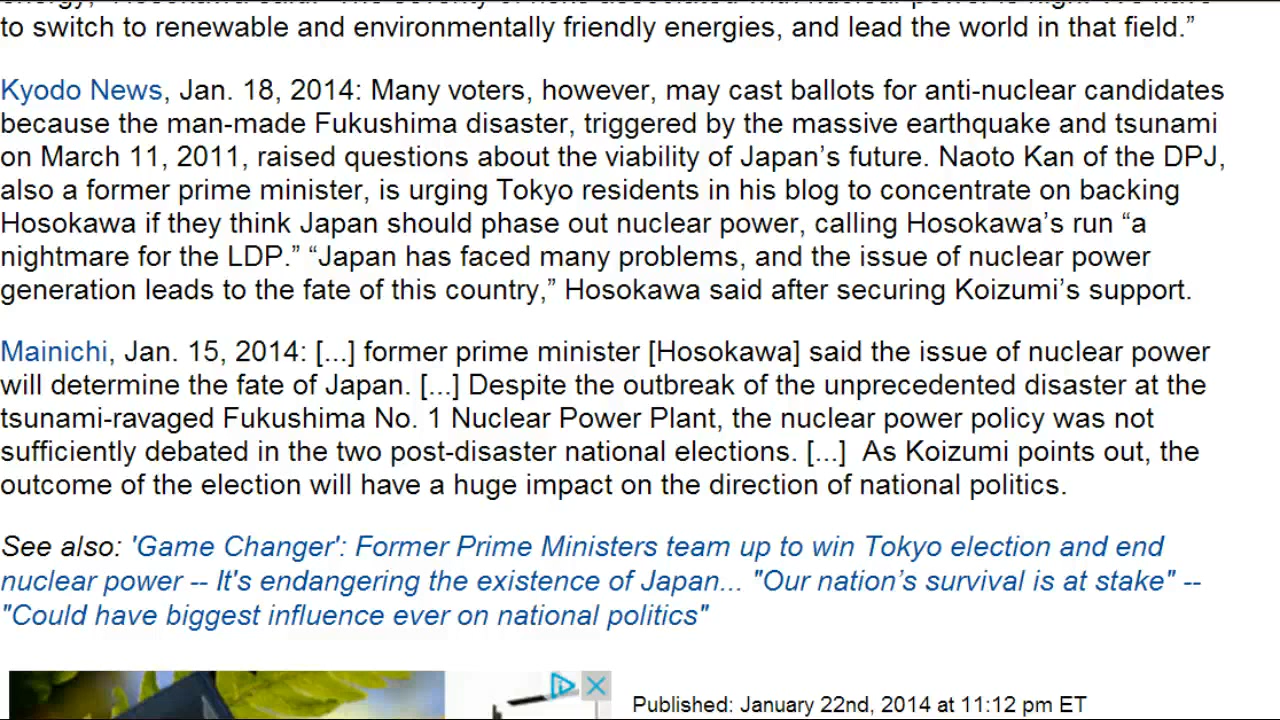 to switch to renewable and environmentally friendly energies, and lead the world in that field.”
Kyodo News, Jan. 18, 2014: Many voters, however, may cast ballots for anti-nuclear candidates
because the man-made Fukushima disaster, triggered by the massive earthquake and tsunami
on March 11, 2011, raised questions about the viability of Japan’s future. Naoto Kan of the DPJ,
also a former prime minister, is urging Tokyo residents in his blog to concentrate on backing
Hosokawa if they think Japan should phase out nuclear power, calling Hosokawa’s run “a
nightmare for the LDP.” “Japan has faced many problems, and the issue of nuclear power
generation leads to the fate of this country,” Hosokawa said after securing Koizumi’s support.
Mainichi, Jan. 15, 2014: [...] former prime minister [Hosokawa] said the issue of nuclear power
will determine the fate of Japan. [...] Despite the outbreak of the unprecedented disaster at the
tsunami-ravaged Fukushima No. 1 Nuclear Power Plant, the nuclear power policy was not
sufficiently debated in the two post-disaster national elections. [...]  As Koizumi points out, the
outcome of the election will have a huge impact on the direction of national politics.
See also: 'Game Changer': Former Prime Ministers team up to win Tokyo election and end
nuclear power -- It's endangering the existence of Japan... "Our nation’s survival is at stake" --
"Could have biggest influence ever on national politics"
Published: January 22nd, 2014 at 11:12 pm ET